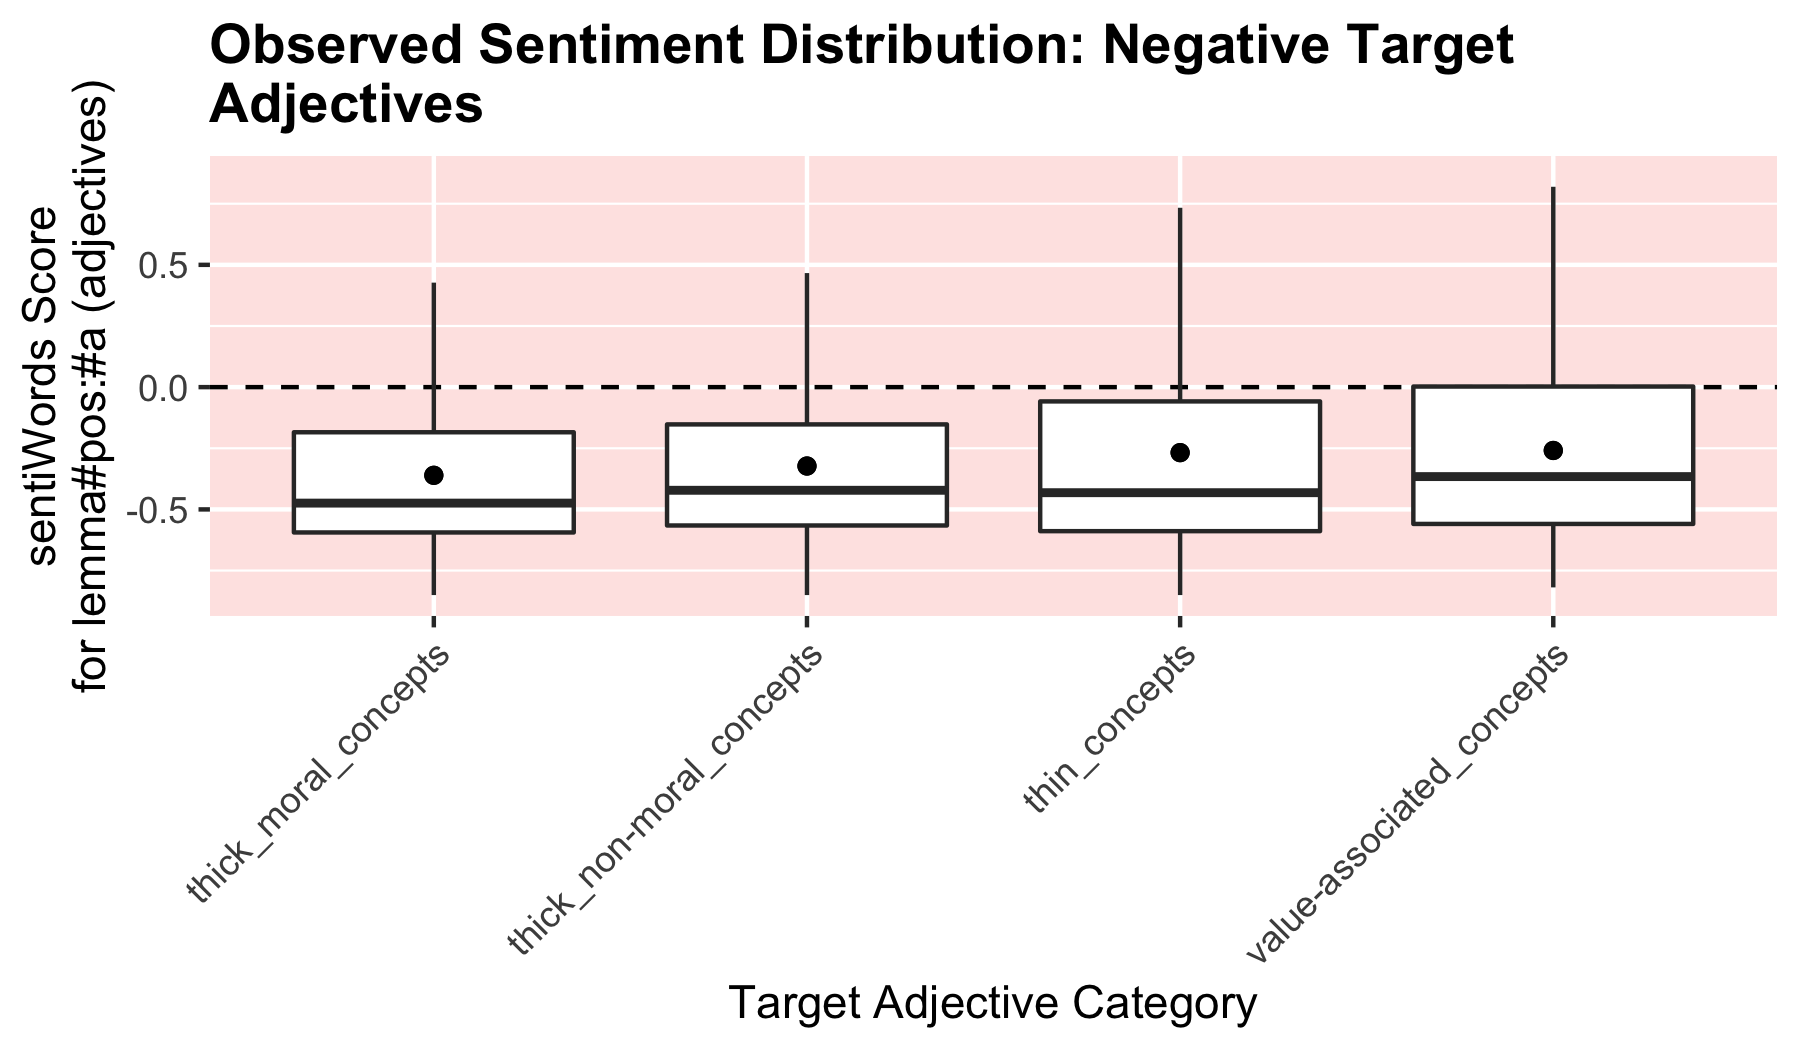 Observed Sentiment Distribution: Negative Target
Adjectives
sentiWords Score
for lemma#pos:#a (adjectives)
0.5
0.0
-0.5
thick_moral_concepts
thick_non-moral_concepts
thin_concepts
value-associated_concepts
Target Adjective Category